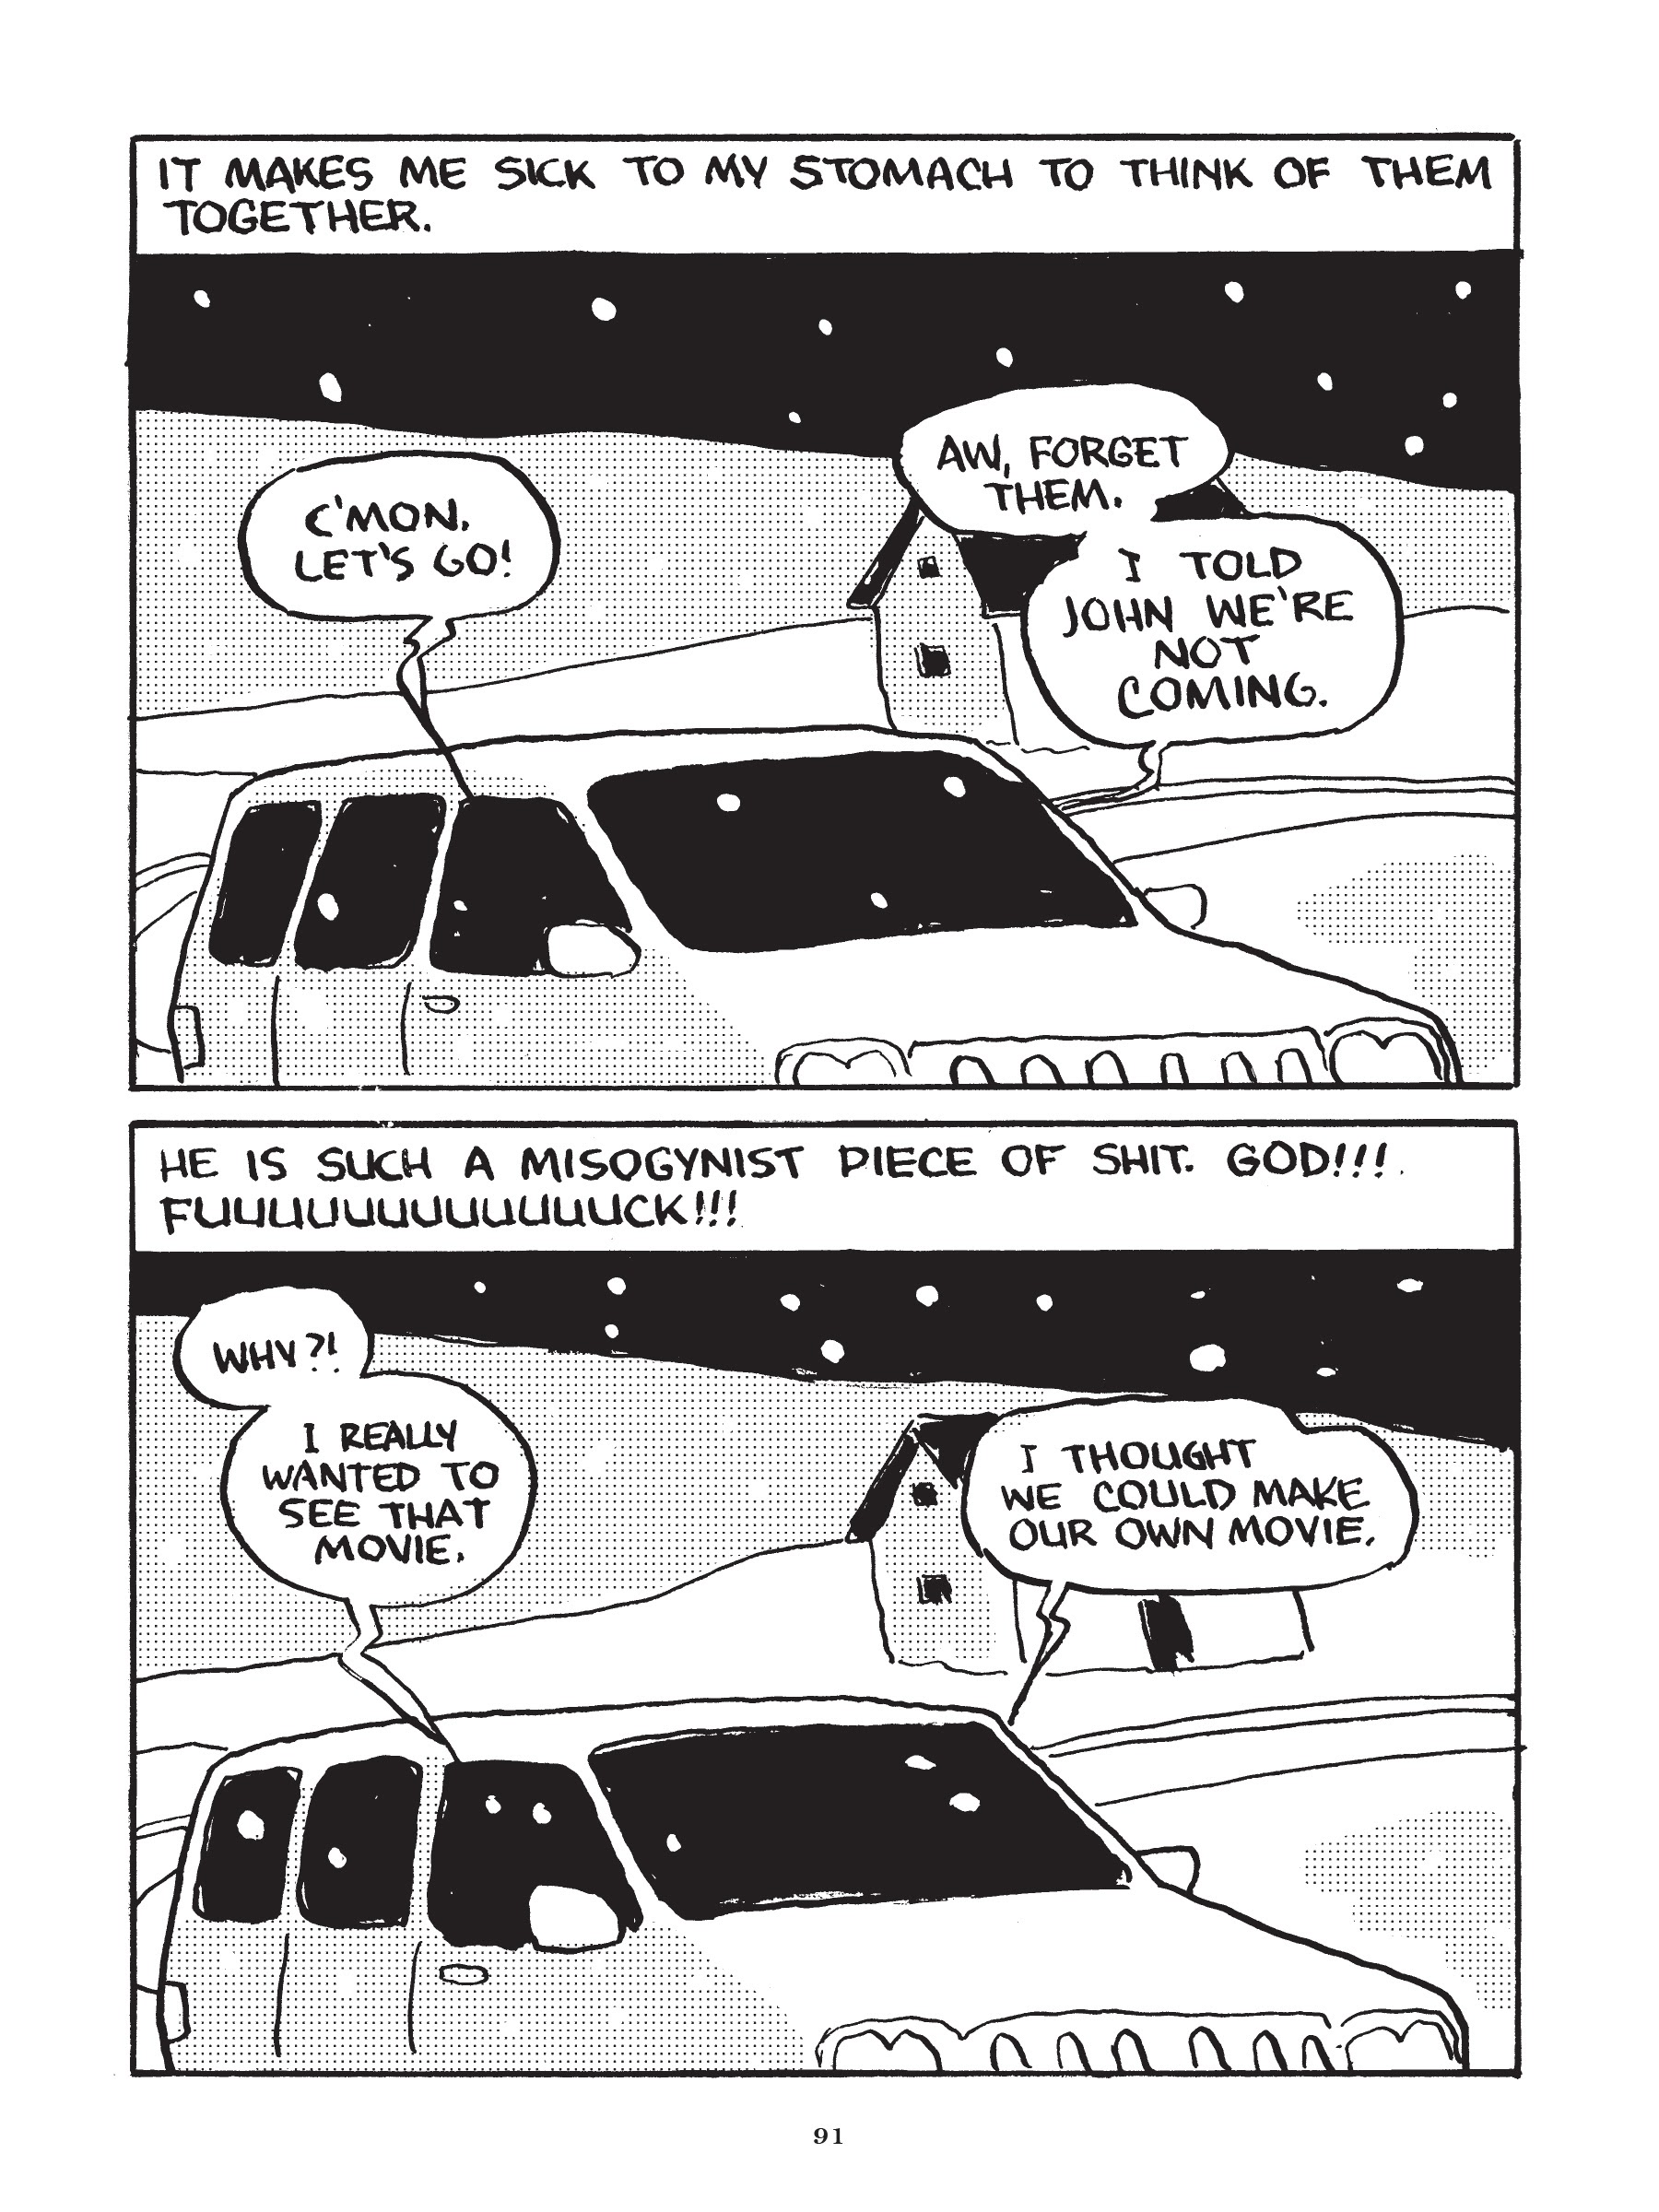 IT MAKES ME SICK TO MY STOMACH TO THINK OF THEM
TOGETHER.
C'MON.
LET'S GO!
AW, FORGET
THEM.
I TOLD
JOHN WE'RE
NOT
COMING.
HE IS SUCH A MISOGYNIST PIECE OF SHIT. GOD!!!
FUUUUUUUUUUUUUCK!!!
WHY?!
I REALLY
WANTED TO
SEE THAT
MOVIE.
I THOUGHT
WE COULD MAKE
OUR OWN MOVIE.
91